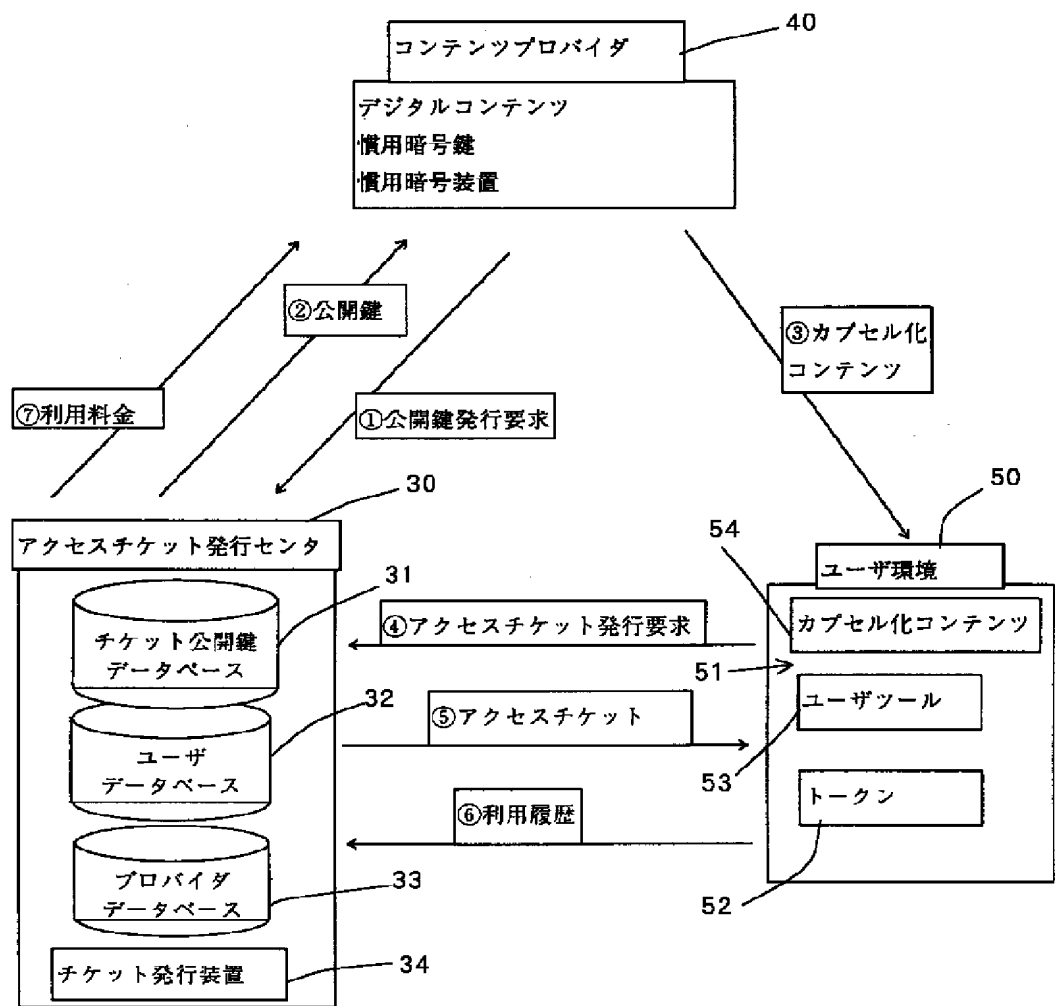 コンテンツプロバイダ
40
デジタルコンテンツ
慣用暗号鍵
慣用暗号装置
②公開鍵
③カプセル化
コンテンツ
⑦利用料金
①公開鍵発行要求
30
50
アクセスチケット発行センタ
54
ユーザ環境
31
チケット公開鍵
データベース
④アクセスチケット発行要求
カプセル化コンテンツ
51
32
⑤アクセスチケット
ユーザツール
ユーザ
データベース
53
⑥利用履歴
トークン
プロバイダ
データベース
33
52
チケット発行装置
34